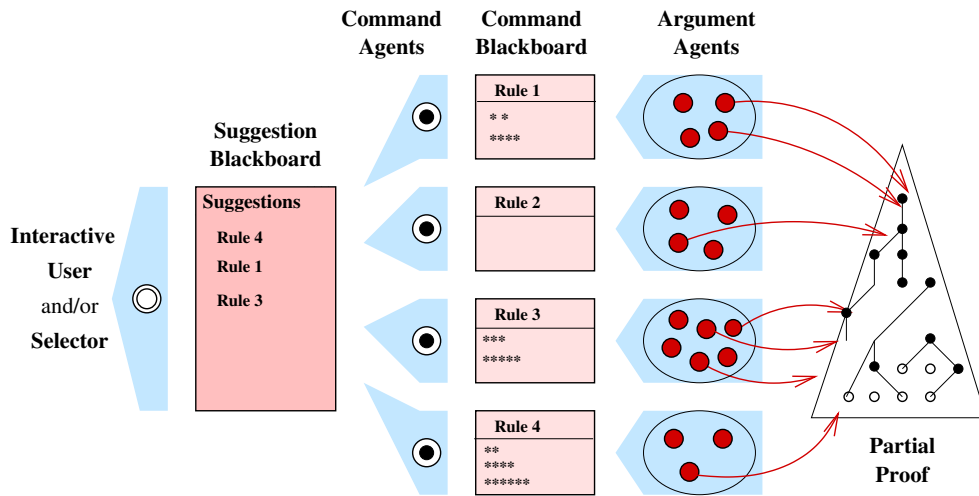 Command
Agents
Command
Blackboard
Argument
Agents
Suggestion
Blackboard
Suggestions
Rule 4
Rule 1
Rule 3
Interactive
User
and/or
Selector
Rule 1
* *
****
Rule 2
Rule 3
***
*****
Rule 4
**
****
******
Partial
Proof